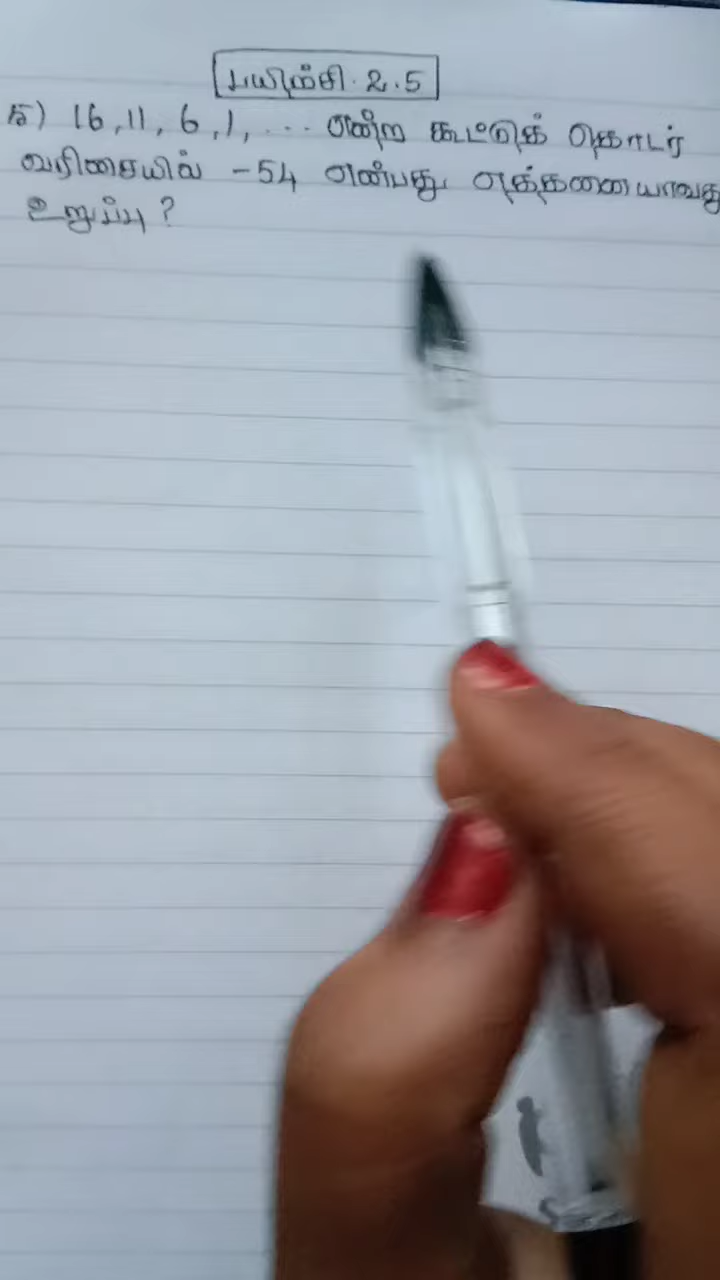 பயிற்சி. 2.5
5) 16, 11, 6, 1, ... என்ற கூட்டுத் தொடர்
வரிசையில் -54 என்பது எத்தனையாவது
உறுப்பு ?